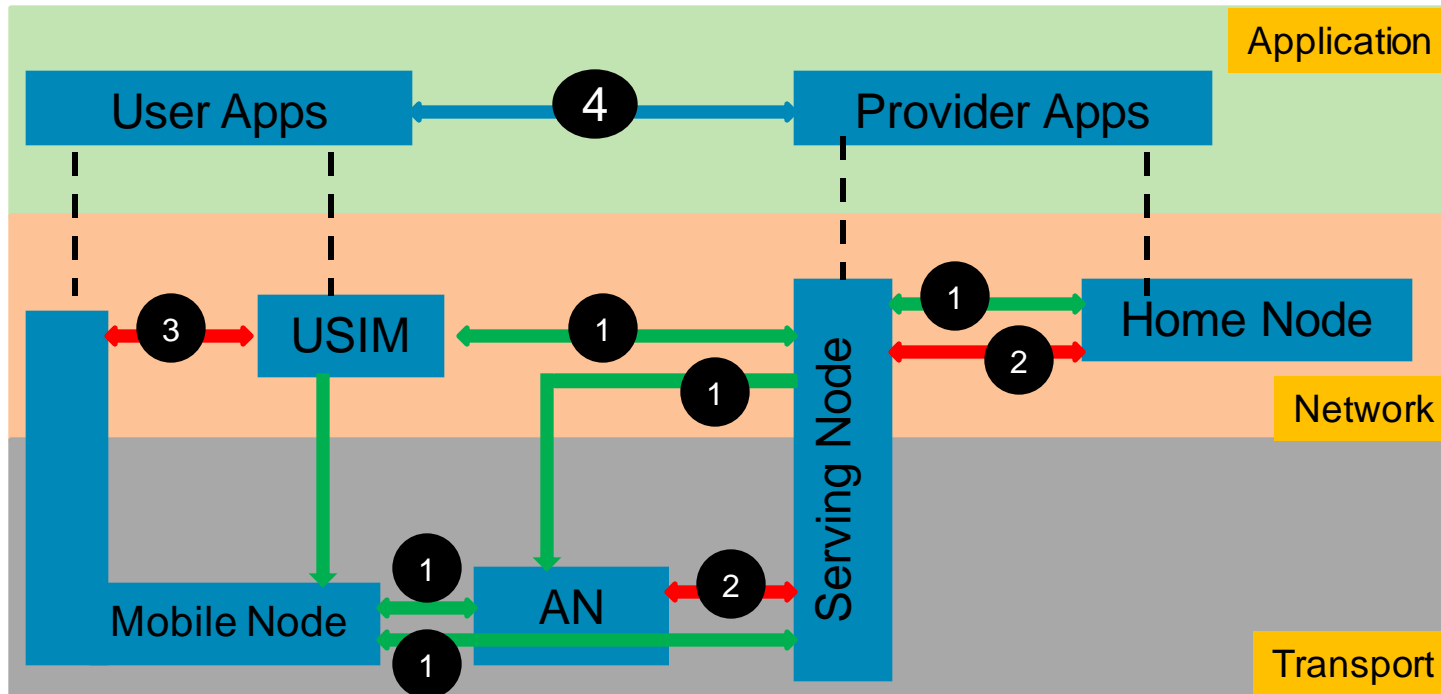 Application
User Apps
4
Provider Apps
3
USIM
1
1
1
2
Home Node
Network
Serving Node
1
Mobile Node
AN
2
1
Transport